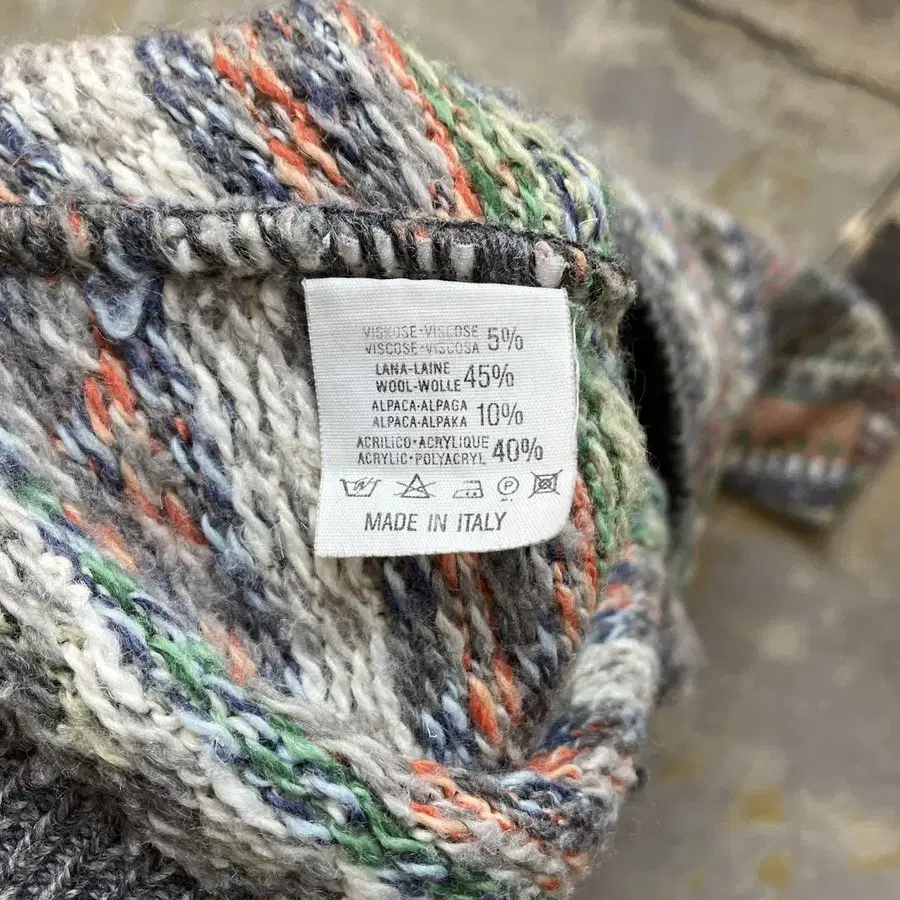 VISKOSE-VISCOSE
VISCOSE-VISCOSA 5%
LANA-LAINE
WOOL-WOLLE 45%
ALPACA-ALPAGA
ALPACA-ALPAKA 10%
ACRILICO-ACRYLIQUE
ACRYLIC-POLYACRYL 40%
P
MADE IN ITALY